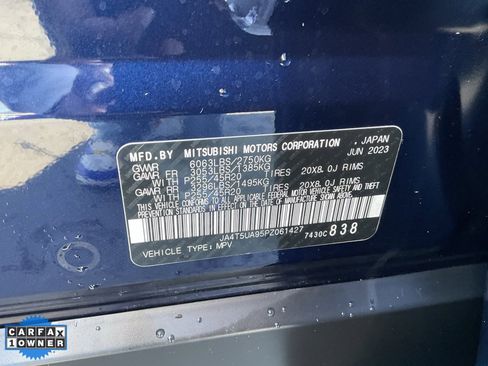 MFD.BY MITSUBISHI MOTORS CORPORATION , JAPAN
GVWR 6063LBS/2750KG JUN 2023
GAWR FR 3053LBS/1385KG
WITH P255/45R20 TIRES 20X8.0J RIMS
GAWR RR 3296LBS/1495KG
WITH P255/45R20 TIRES 20X8.0J RIMS
THIS VEHICLE CONFORMS TO ALL APPLICABLE
FEDERAL MOTOR VEHICLE SAFETY AND THEFT
PREVENTION STANDARDS IN EFFECT ON THE DATE
OF MANUFACTURE SHOWN ABOVE.
JA4T5UA95PZ061427 7430C 838
VEHICLE TYPE: MPV
CARFAX
1 OWNER